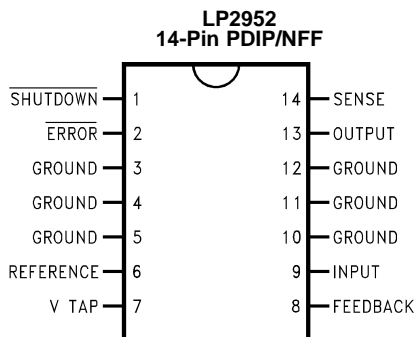 LP2952
14-Pin PDIP/NFF
SHUTDOWN 1 14 SENSE
ERROR 2 13 OUTPUT
GROUND 3 12 GROUND
GROUND 4 11 GROUND
GROUND 5 10 GROUND
REFERENCE 6 9 INPUT
V TAP 7 8 FEEDBACK